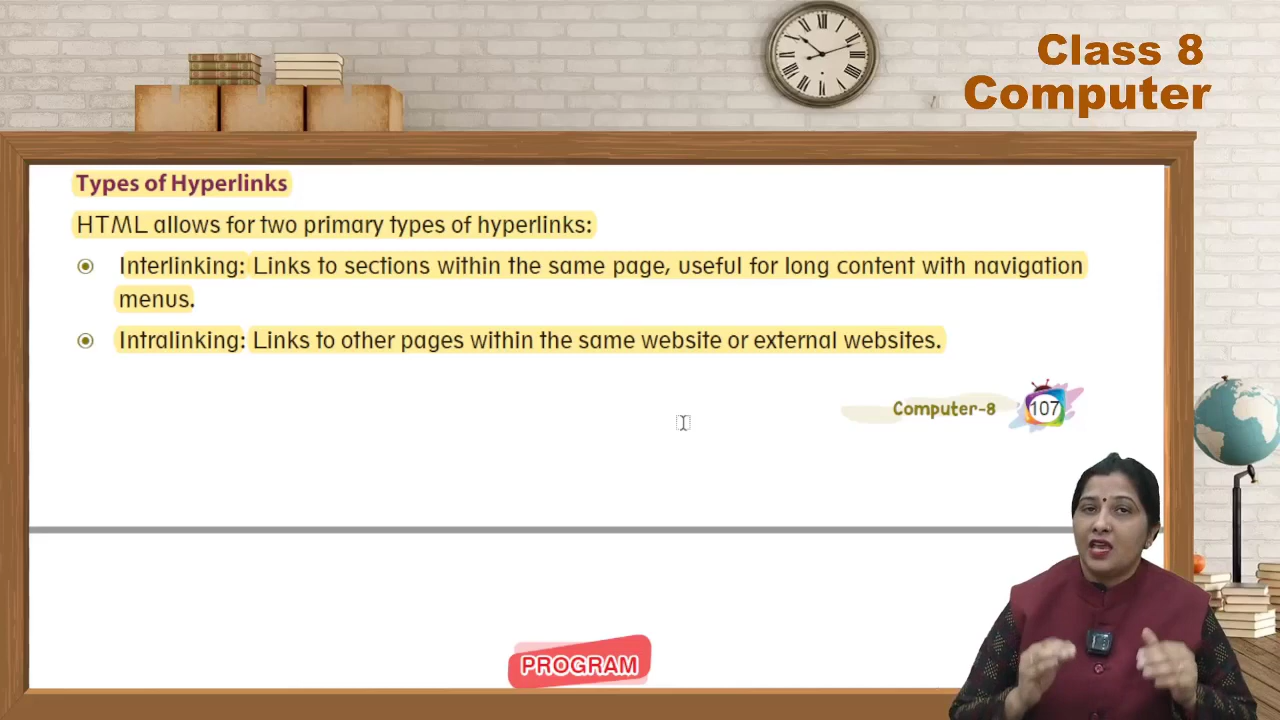 Class 8
Computer
Types of Hyperlinks
HTML allows for two primary types of hyperlinks:
Interlinking: Links to sections within the same page, useful for long content with navigation
menus.
Intralinking: Links to other pages within the same website or external websites.
Computer-8 107
PROGRAM